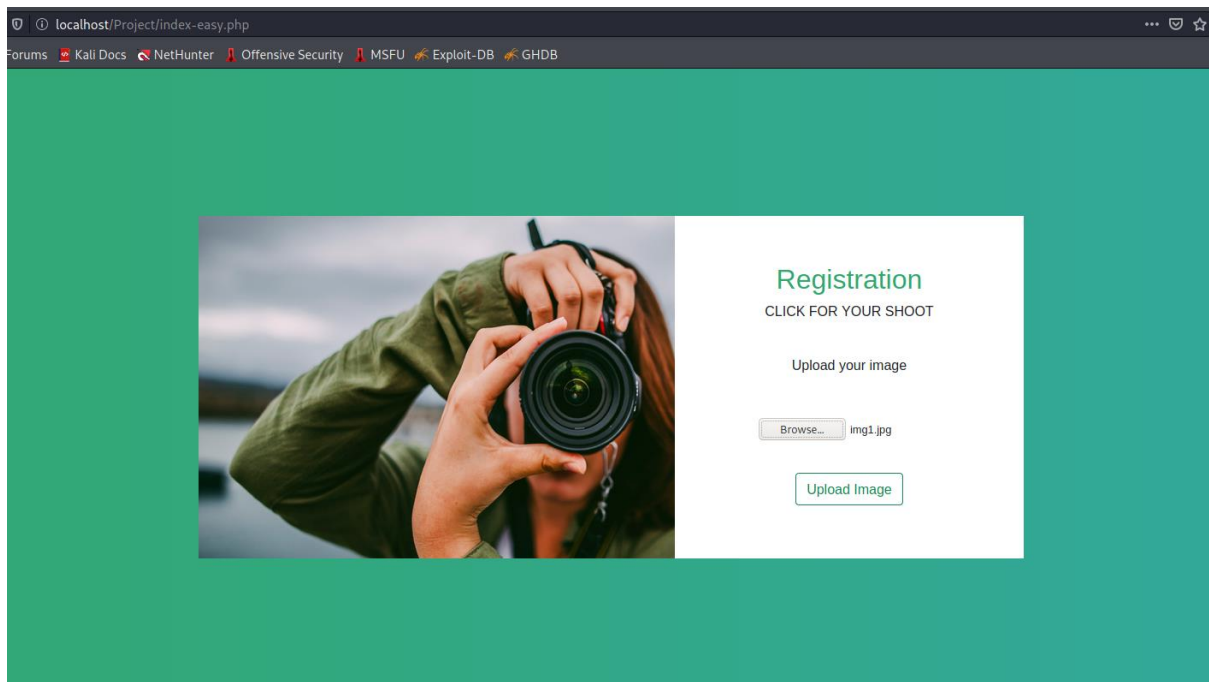 localhost/Project/index-easy.php
Forums Kali Docs NetHunter Offensive Security MSFU Exploit-DB GHDB
Registration
CLICK FOR YOUR SHOOT
Upload your image
Browse... img1.jpg
Upload Image